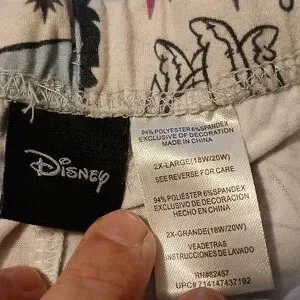 Disney
94% POLYESTER 6%SPANDEX
EXCLUSIVE OF DECORATION
MADE IN CHINA
2X-LARGE(18W/20W)
SEE REVERSE FOR CARE
94% POLIÉSTER 6%SPANDEX
EXCLUSIVO DE DECORACION
HECHO EN CHINA
2X-GRANDE(18W/20W)
VEADETRAS
INSTRUCCIONES DE LAVADO
RN#82457
UPC#714147437192